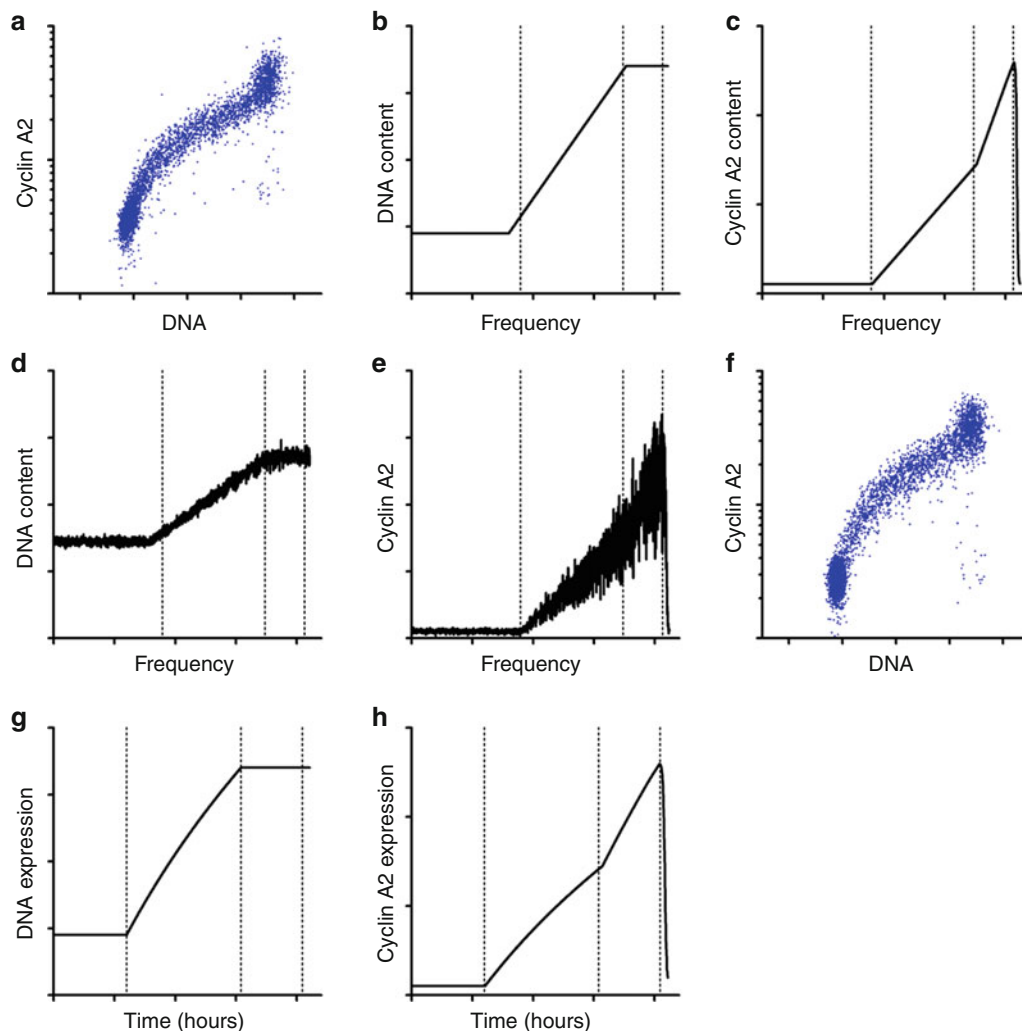 a
Cyclin A2
DNA
b
DNA content
Frequency
c
Cyclin A2 content
Frequency
d
DNA content
Frequency
e
Cyclin A2
Frequency
f
Cyclin A2
DNA
g
DNA expression
Time (hours)
h
Cyclin A2 expression
Time (hours)